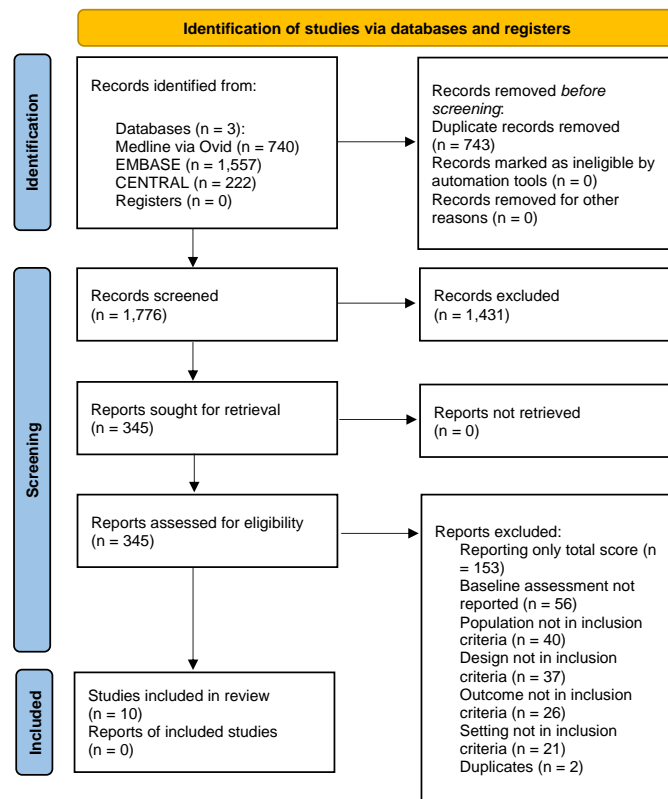 Identification of studies via databases and registers
Identification
Records identified from:
Databases (n = 3):
Medline via Ovid (n = 740)
EMBASE (n = 1,557)
CENTRAL (n = 222)
Registers (n = 0)
Records removed before
screening:
Duplicate records removed
(n = 743)
Records marked as ineligible
by automation tools (n = 0)
Records removed for other
reasons (n = 0)
Screening
Records screened
(n = 1,776)
Records excluded
(n = 1,431)
Reports sought for retrieval
(n = 345)
Reports not retrieved
(n = 0)
Reports assessed for eligibility
(n = 345)
Reports excluded:
Reporting only total score (n
= 153)
Baseline assessment not
reported (n = 56)
Population not in inclusion
criteria (n = 40)
Design not in inclusion
criteria (n = 37)
Outcome not in inclusion
criteria (n = 26)
Setting not in inclusion
criteria (n = 21)
Duplicates (n = 2)
Included
Studies included in review
(n = 10)
Reports of included studies
(n = 0)